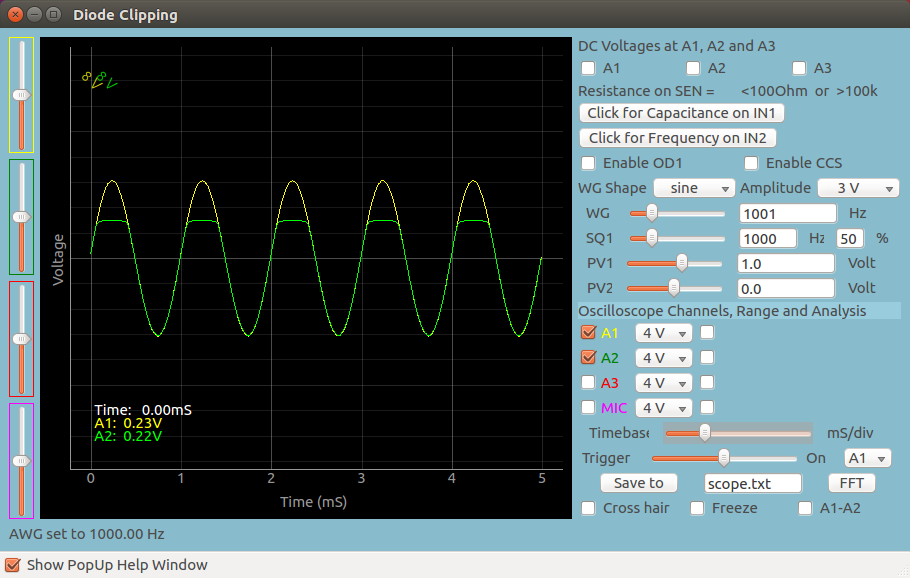 Diode Clipping
DC Voltages at A1, A2 and A3
A1 A2 A3
Resistance on SEN = <100Ohm or >100k
Click for Capacitance on IN1
Click for Frequency on IN2
Enable OD1 Enable CCS
WG Shape sine Amplitude 3 V
WG 1001 Hz
SQ1 1000 Hz 50 %
PV1 1.0 Volt
PV2 0.0 Volt
Oscilloscope Channels, Range and Analysis
A1 4 V
A2 4 V
A3 4 V
MIC 4 V
Timebase mS/div
Trigger On A1
Save to scope.txt FFT
Cross hair Freeze A1-A2
Voltage
Time: 0.00mS
A1: 0.23V
A2: 0.22V
0 1 2 3 4 5
Time (mS)
AWG set to 1000.00 Hz
Show PopUp Help Window